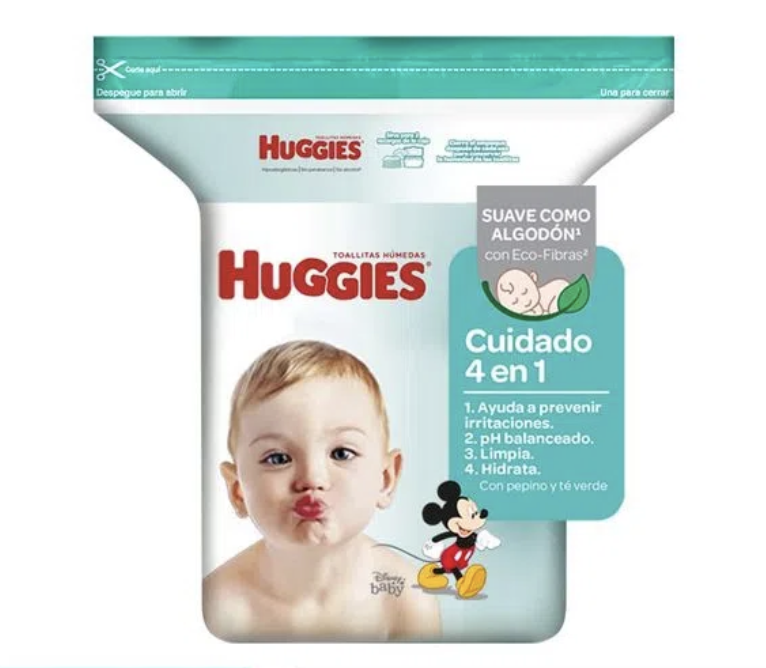 Corte aquí
Despegue para abrir
Una para cerrar
TOALLITAS HÚMEDAS
HUGGIES
TOALLITAS HÚMEDAS
HUGGIES®
SUAVE COMO
ALGODÓN¹
con Eco-Fibras²
Cuidado
4 en 1
1. Ayuda a prevenir
irritaciones.
2. pH balanceado.
3. Limpia.
4. Hidrata.
Con pepino y té verde
Disney
baby